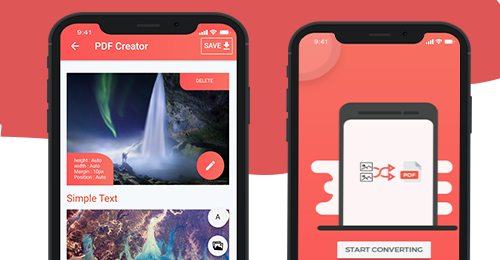 9:41
PDF Creator
SAVE
DELETE
height : Auto
width : Auto
Margin : 10px
Position : Auto
Simple Text
A
9:41
PDF
START CONVERTING